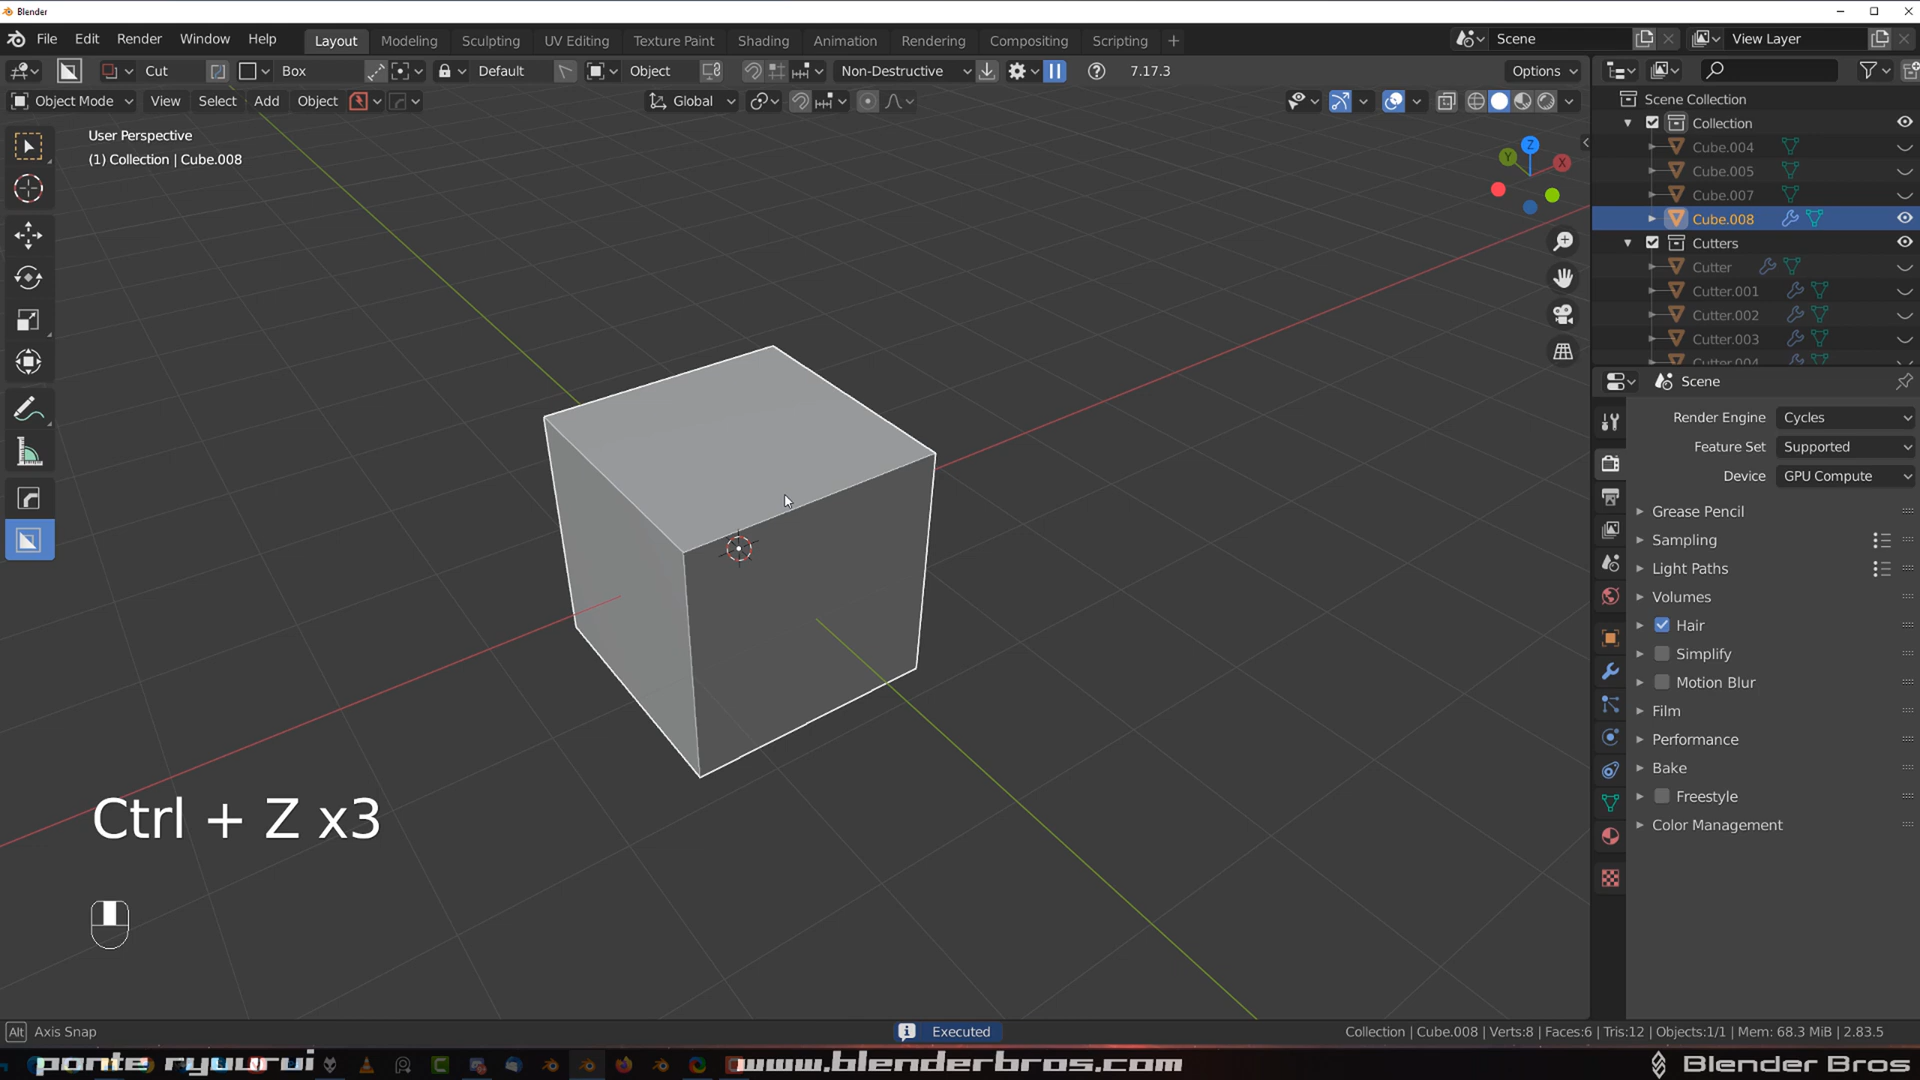 Blender
File Edit Render Window Help Layout Modeling Sculpting UV Editing Texture Paint Shading Animation Rendering Compositing Scripting + Scene View Layer
Cut Box Default Object Non-Destructive 7.17.3 Options
Object Mode View Select Add Object Global
User Perspective
(1) Collection | Cube.008
Z
Y
X
Scene Collection
Collection
Cube.004
Cube.005
Cube.007
Cube.008
Cutters
Cutter
Cutter.001
Cutter.002
Cutter.003
Cutter.004
Scene
Render Engine Cycles
Feature Set Supported
Device GPU Compute
Grease Pencil
Sampling
Light Paths
Volumes
Hair
Simplify
Motion Blur
Film
Performance
Bake
Freestyle
Color Management
Ctrl + Z x3
Alt Axis Snap Executed Collection | Cube.008 | Verts:8 | Faces:6 | Tris:12 | Objects:1/1 | Mem: 68.3 MiB | 2.83.5
ponte ryuurui www.blenderbros.com Blender Bros